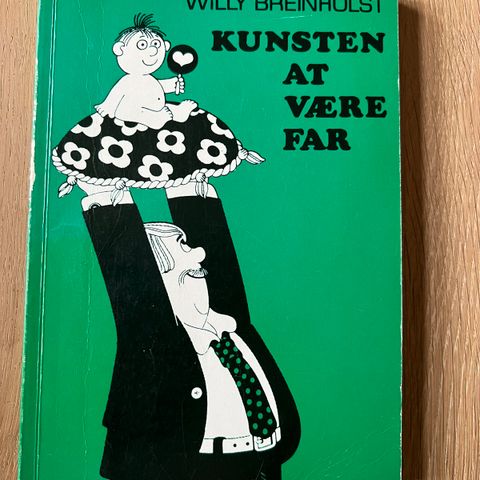 WILLY BREINHOLST
KUNSTEN
AT
VÆRE
FAR